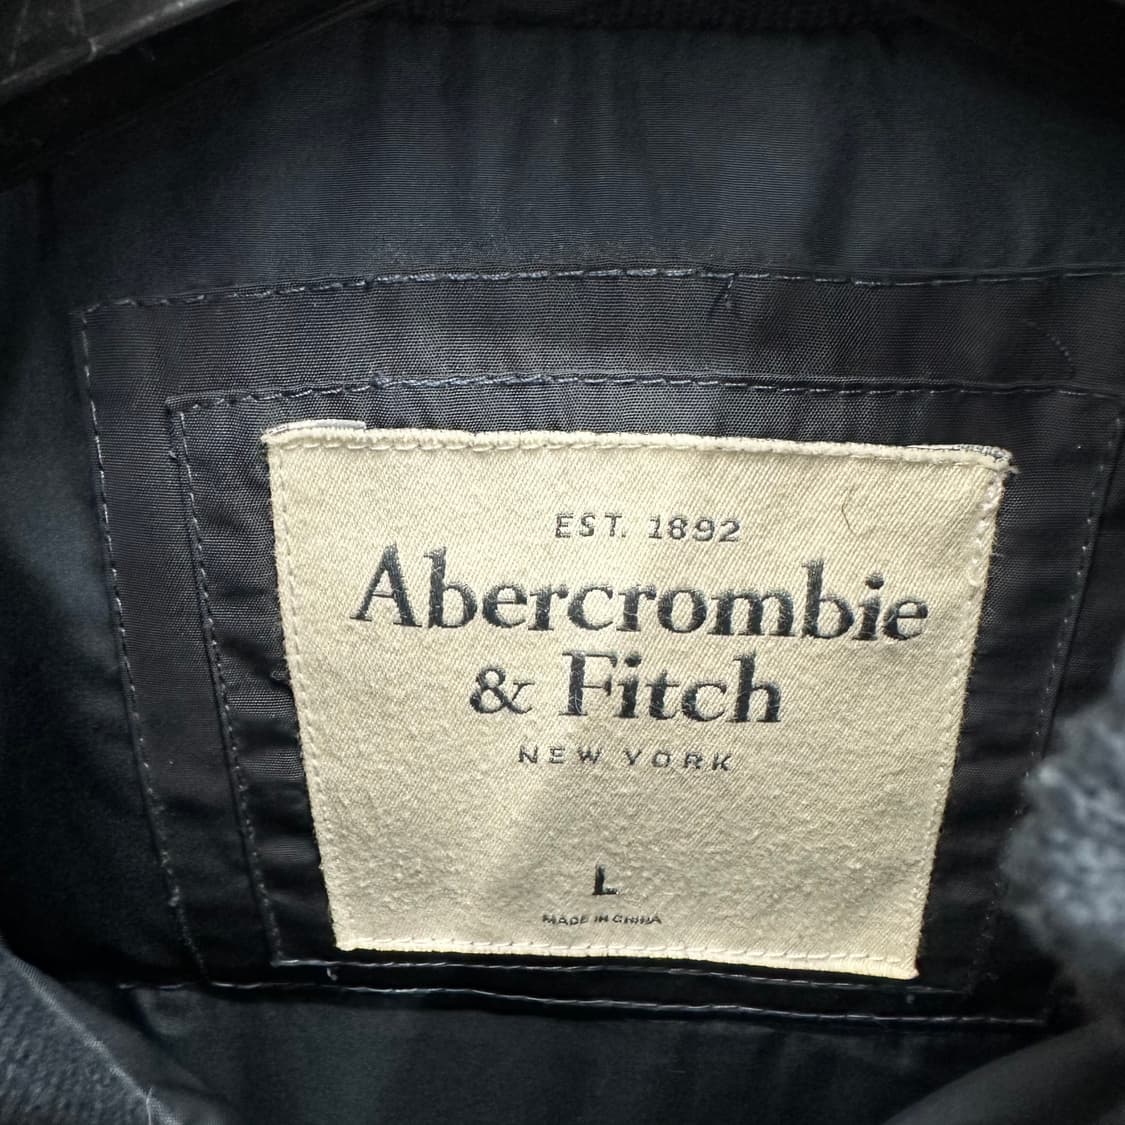 EST. 1892
Abercrombie
& Fitch
NEW YORK
L
MADE IN CHINA